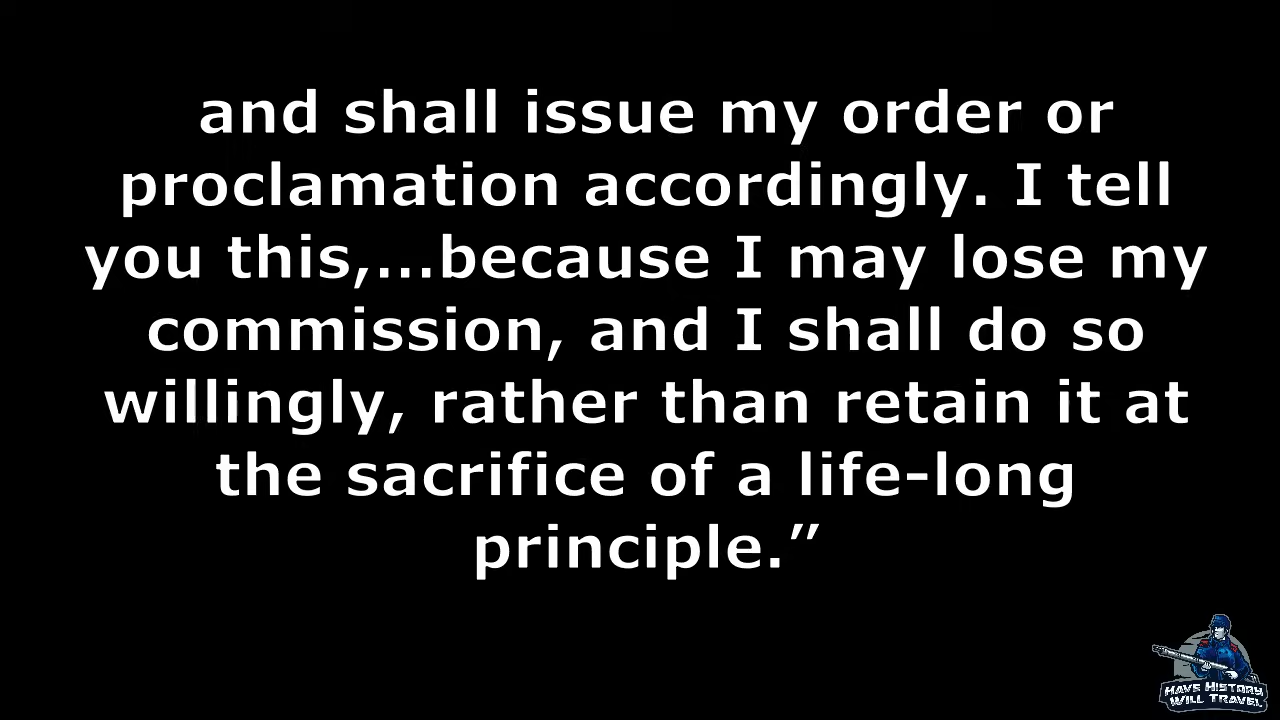 and shall issue my order or
proclamation accordingly. I tell
you this,...because I may lose my
commission, and I shall do so
willingly, rather than retain it at
the sacrifice of a life-long
principle.”
HAVE HISTORY
WILL TRAVEL